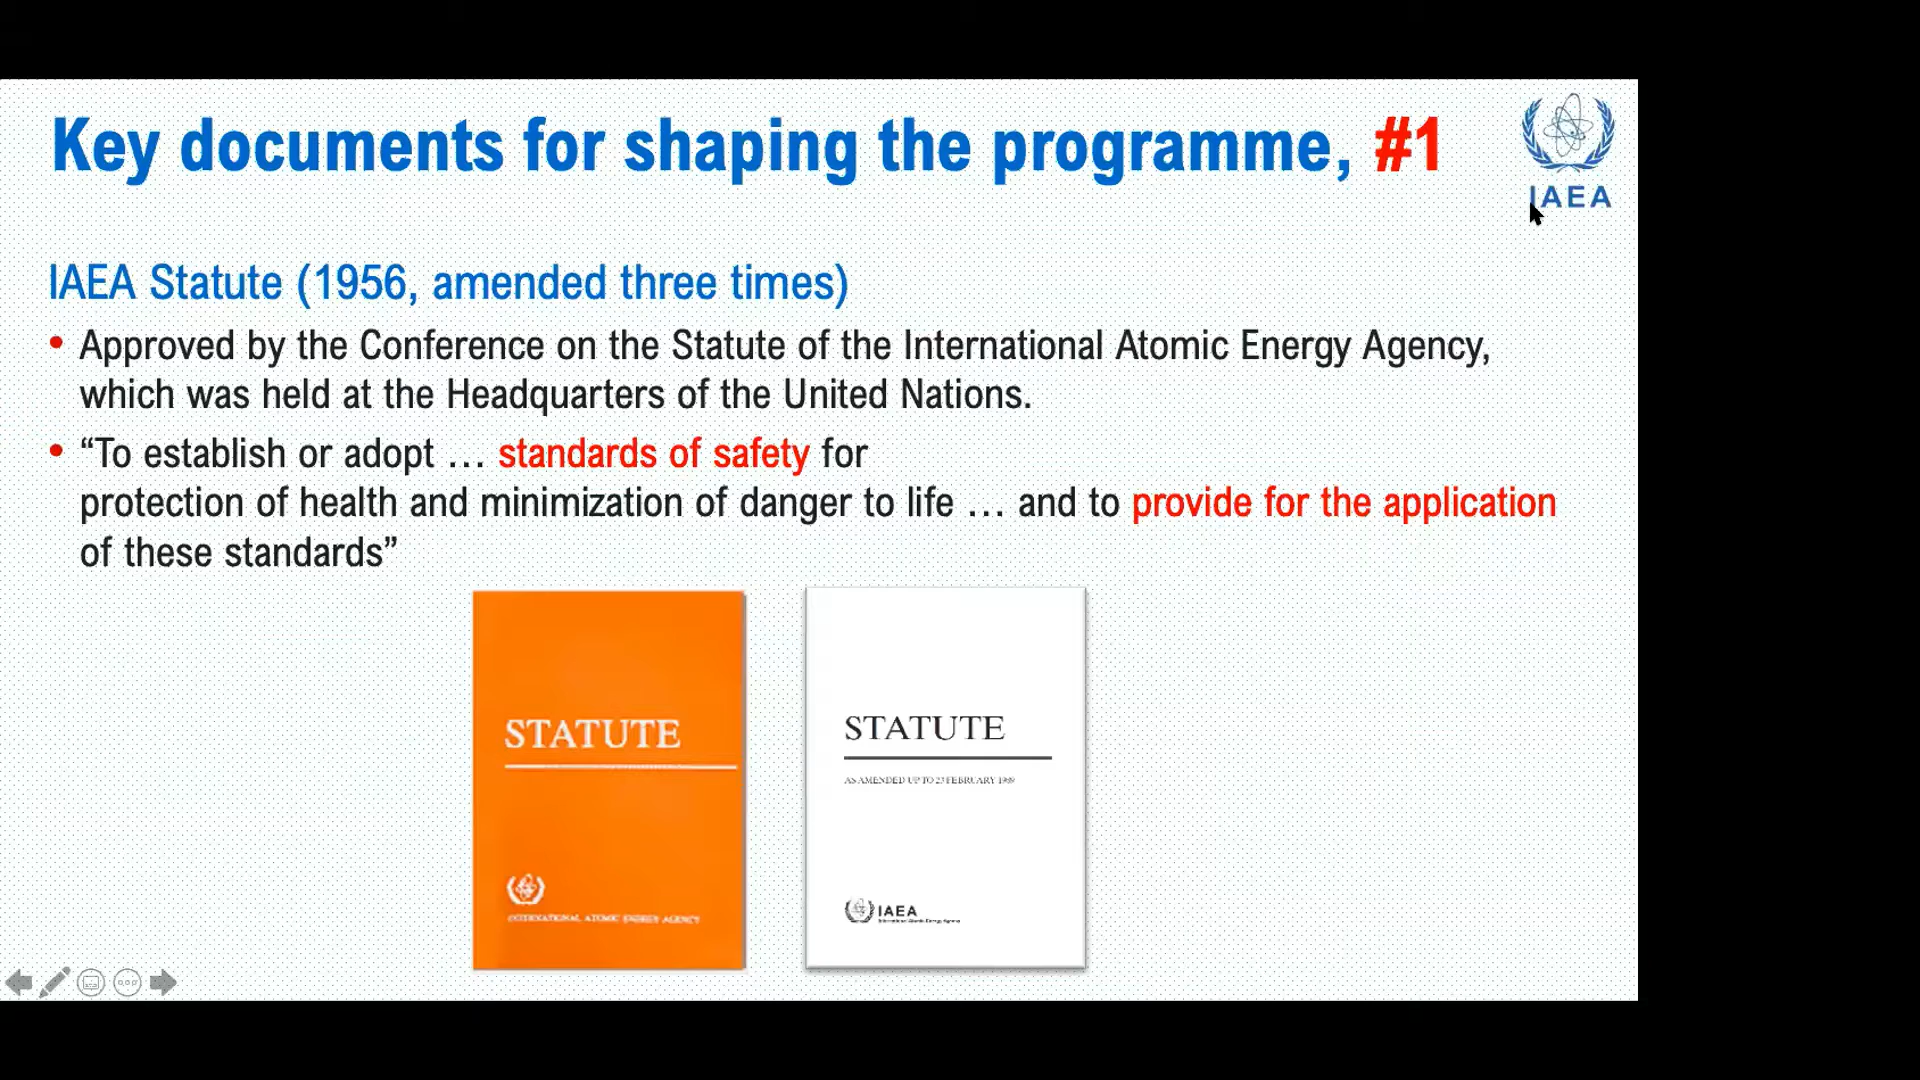 Key documents for shaping the programme, #1
IAEA
IAEA Statute (1956, amended three times)
• Approved by the Conference on the Statute of the International Atomic Energy Agency,
which was held at the Headquarters of the United Nations.
• “To establish or adopt … standards of safety for
protection of health and minimization of danger to life … and to provide for the application
of these standards”
STATUTE
INTERNATIONAL ATOMIC ENERGY AGENCY
STATUTE
AS AMENDED UP TO 23 FEBRUARY 1989
IAEA
International Atomic Energy Agency